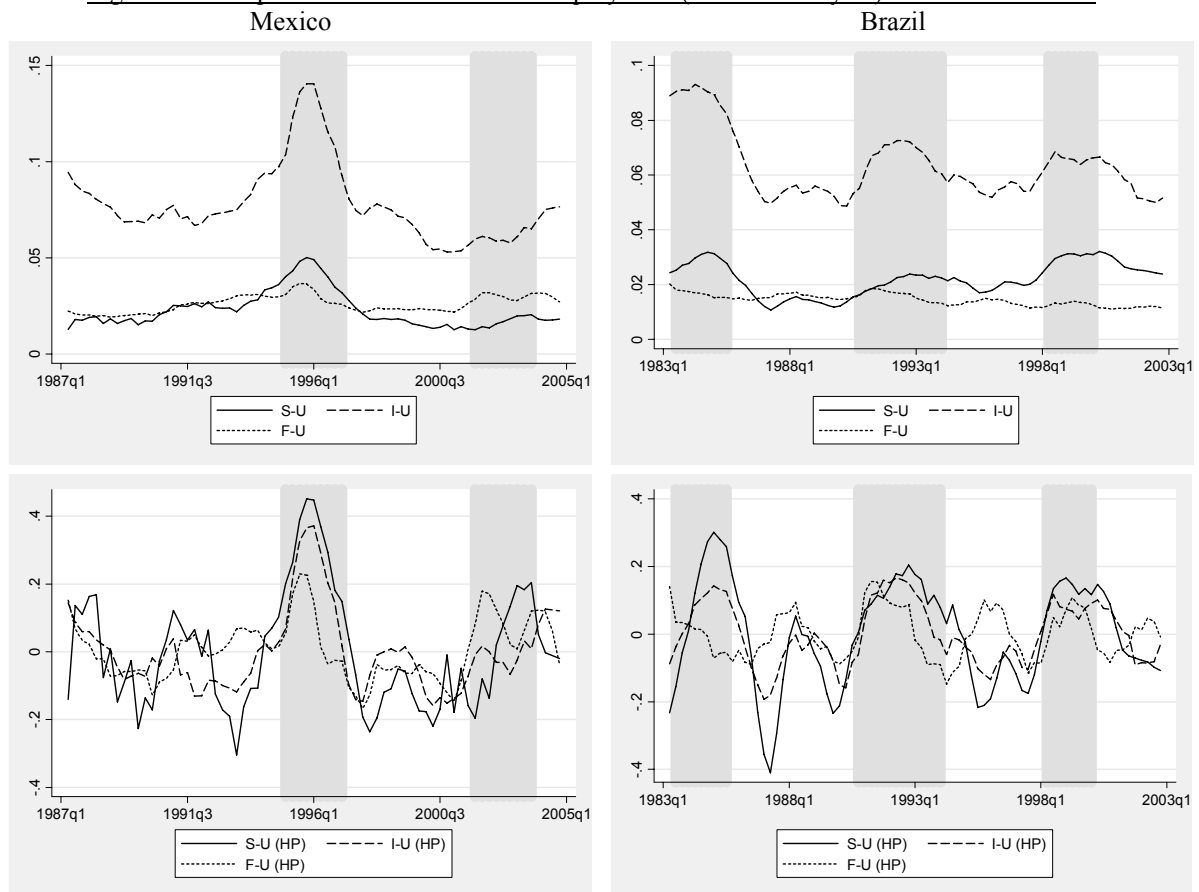 Mexico
Brazil
.15
.1
.05
0
1987q1 1991q3 1996q1 2000q3 2005q1
S-U I-U
F-U
.1
.08
.06
.04
.02
0
1983q1 1988q1 1993q1 1998q1 2003q1
S-U I-U
F-U
.4
.2
0
-.2
-.4
1987q1 1991q3 1996q1 2000q3 2005q1
S-U (HP) I-U (HP)
F-U (HP)
.4
.2
0
-.2
-.4
1983q1 1988q1 1993q1 1998q1 2003q1
S-U (HP) I-U (HP)
F-U (HP)